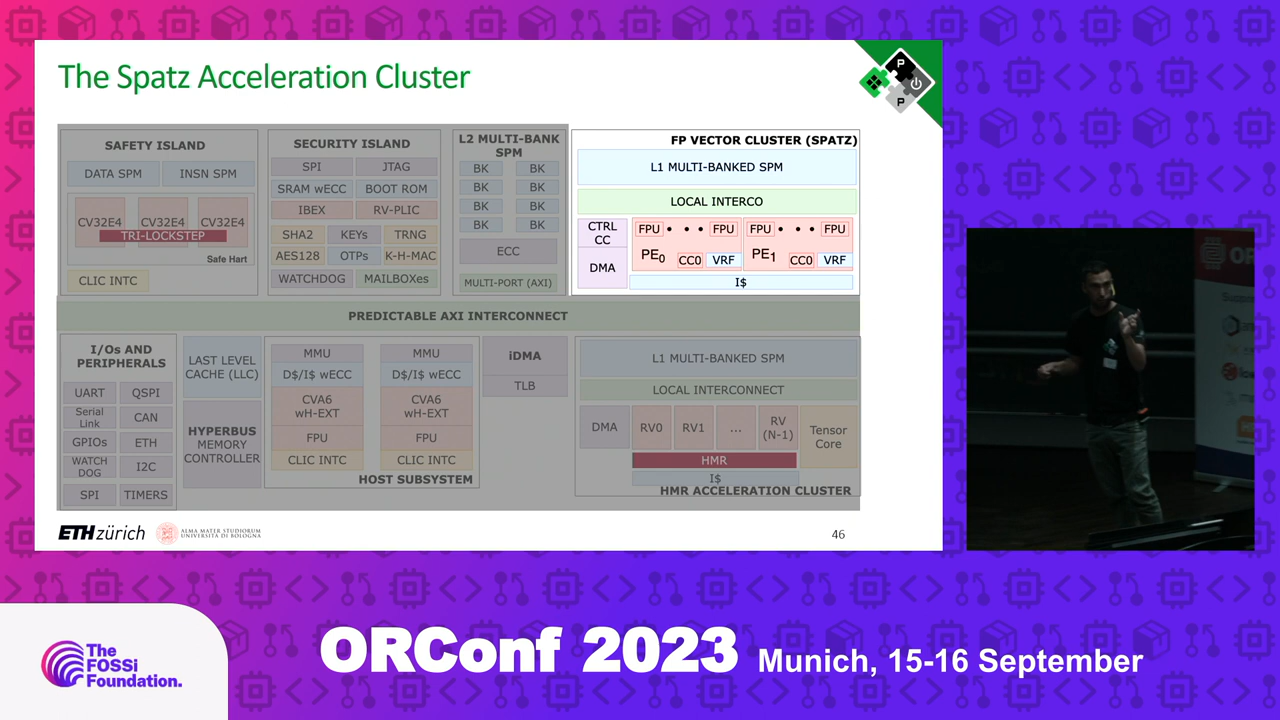 The Spatz Acceleration Cluster
P
P
SAFETY ISLAND
DATA SPM
INSN SPM
CV32E4
CV32E4
CV32E4
TRI-LOCKSTEP
Safe Hart
CLIC INTC
SECURITY ISLAND
SPI
JTAG
SRAM wECC
BOOT ROM
IBEX
RV-PLIC
SHA2
KEYs
TRNG
AES128
OTPs
K-H-MAC
WATCHDOG
MAILBOXes
L2 MULTI-BANK
SPM
BK
BK
BK
BK
BK
BK
BK
BK
ECC
MULTI-PORT (AXI)
FP VECTOR CLUSTER (SPATZ)
L1 MULTI-BANKED SPM
LOCAL INTERCO
CTRL
CC
DMA
FPU • • • FPU
PE0
CC0
VRF
FPU • • • FPU
PE1
CC0
VRF
I$
PREDICTABLE AXI INTERCONNECT
I/Os AND
PERIPHERALS
UART
QSPI
Serial
Link
CAN
GPIOs
ETH
WATCH
DOG
I2C
SPI
TIMERS
LAST LEVEL
CACHE (LLC)
HYPERBUS
MEMORY
CONTROLLER
MMU
MMU
D$/I$ wECC
D$/I$ wECC
CVA6
wH-EXT
CVA6
wH-EXT
FPU
FPU
CLIC INTC
CLIC INTC
HOST SUBSYSTEM
iDMA
TLB
L1 MULTI-BANKED SPM
LOCAL INTERCONNECT
DMA
RV0
RV1
...
RV
(N-1)
Tensor
Core
HMR
I$
HMR ACCELERATION CLUSTER
ETH zürich
ALMA MATER STUDIORUM
UNIVERSITÀ DI BOLOGNA
46
The
FOSSi
Foundation.
ORConf 2023
Munich, 15-16 September